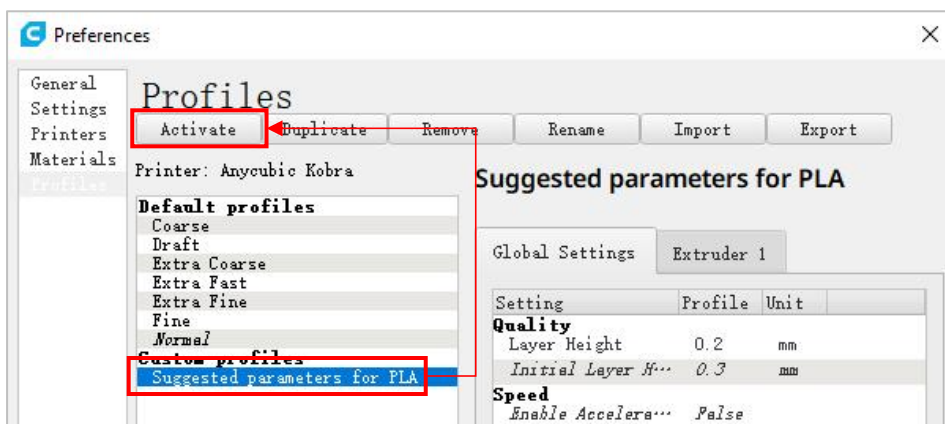 Preferences
General
Settings
Printers
Materials
Profiles
Profiles
Activate Duplicate Remove Rename Import Export
Printer: Anycubic Kobra
Default profiles
Coarse
Draft
Extra Coarse
Extra Fast
Extra Fine
Fine
Normal
Custom profiles
Suggested parameters for PLA
Suggested parameters for PLA
Global Settings Extruder 1
Setting Profile Unit
Quality
Layer Height 0.2 mm
Initial Layer H... 0.3 mm
Speed
Enable Accelera... False